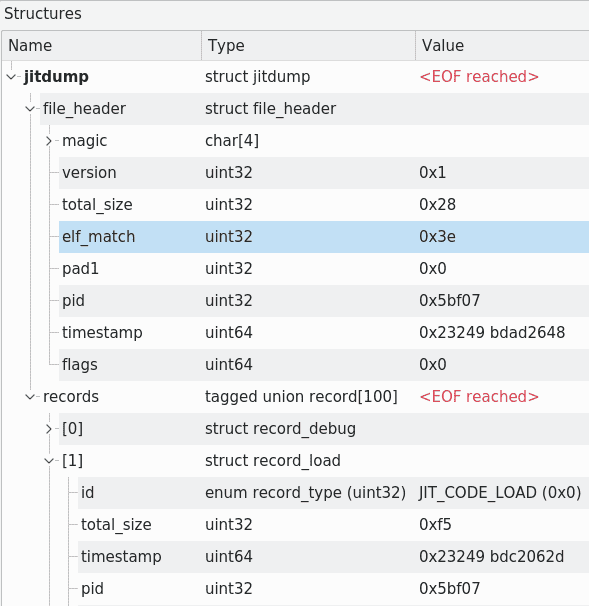 Structures
Name Type Value
jitdump struct jitdump <EOF reached>
file_header struct file_header
magic char[4]
version uint32 0x1
total_size uint32 0x28
elf_match uint32 0x3e
pad1 uint32 0x0
pid uint32 0x5bf07
timestamp uint64 0x23249 bdad2648
flags uint64 0x0
records tagged union record[100] <EOF reached>
[0] struct record_debug
[1] struct record_load
id enum record_type (uint32) JIT_CODE_LOAD (0x0)
total_size uint32 0xf5
timestamp uint64 0x23249 bdc2062d
pid uint32 0x5bf07